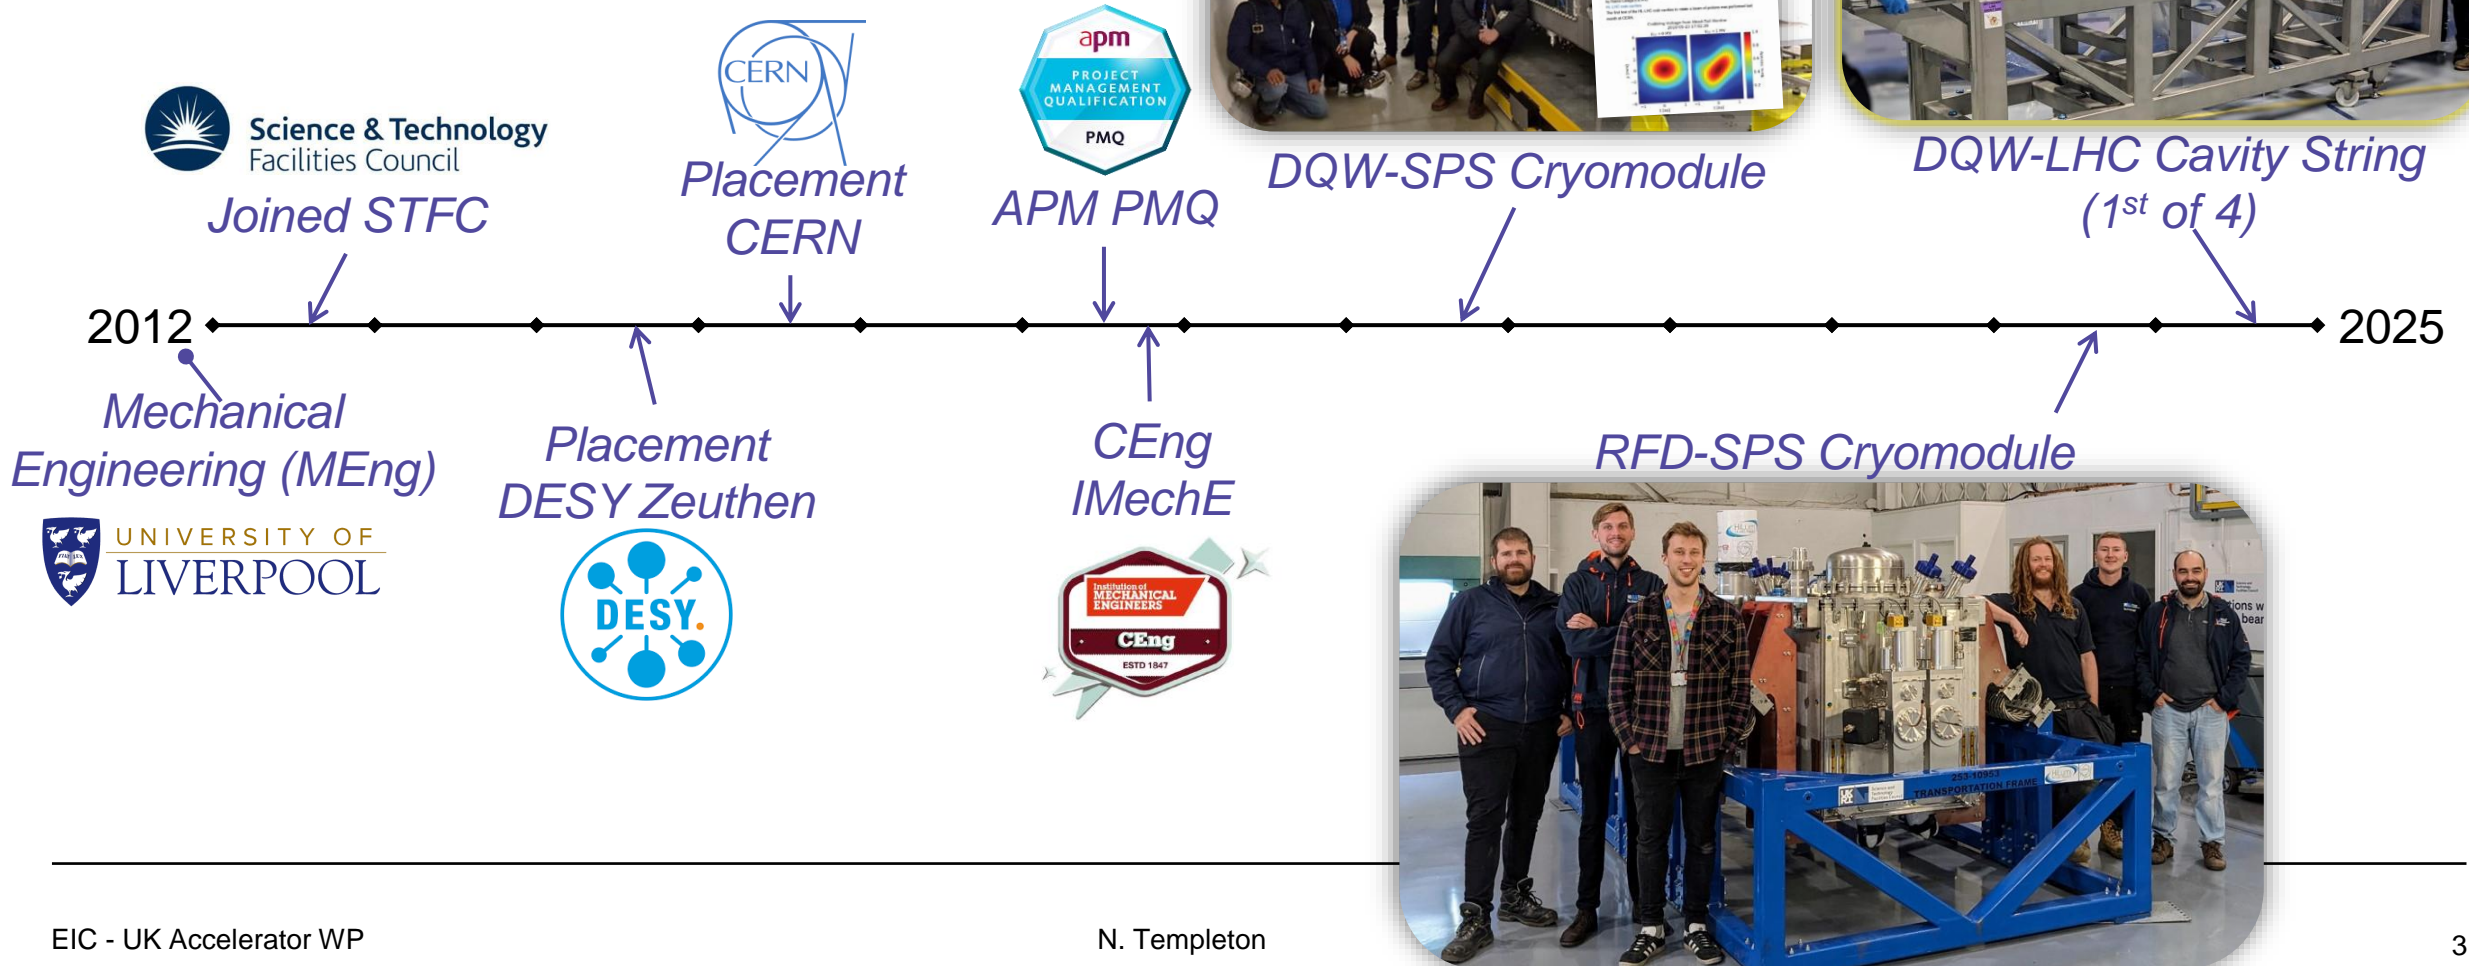 CERN
apm
PROJECT
MANAGEMENT
QUALIFICATION
PMQ
Science & Technology
Facilities Council
Joined STFC
Placement
CERN
APM PMQ
DQW-SPS Cryomodule
DQW-LHC Cavity String
(1st of 4)
2012
2025
Mechanical
Engineering (MEng)
UNIVERSITY OF
LIVERPOOL
Placement
DESY Zeuthen
DESY.
CEng
IMechE
Institution of
MECHANICAL
ENGINEERS
CEng
ESTD 1847
RFD-SPS Cryomodule
253-10953
TRANSPORTATION FRAME
EIC - UK Accelerator WP
N. Templeton
3